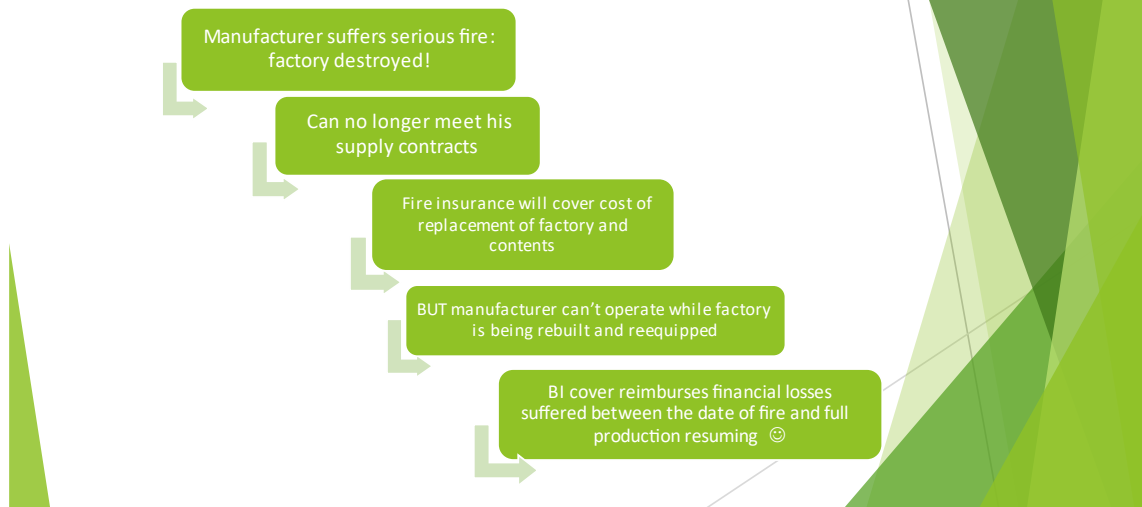 Manufacturer suffers serious fire:
factory destroyed!
Can no longer meet his
supply contracts
Fire insurance will cover cost of
replacement of factory and
contents
BUT manufacturer can't operate while factory
is being rebuilt and reequipped
BI cover reimburses financial losses
suffered between the date of fire and full
production resuming ☺